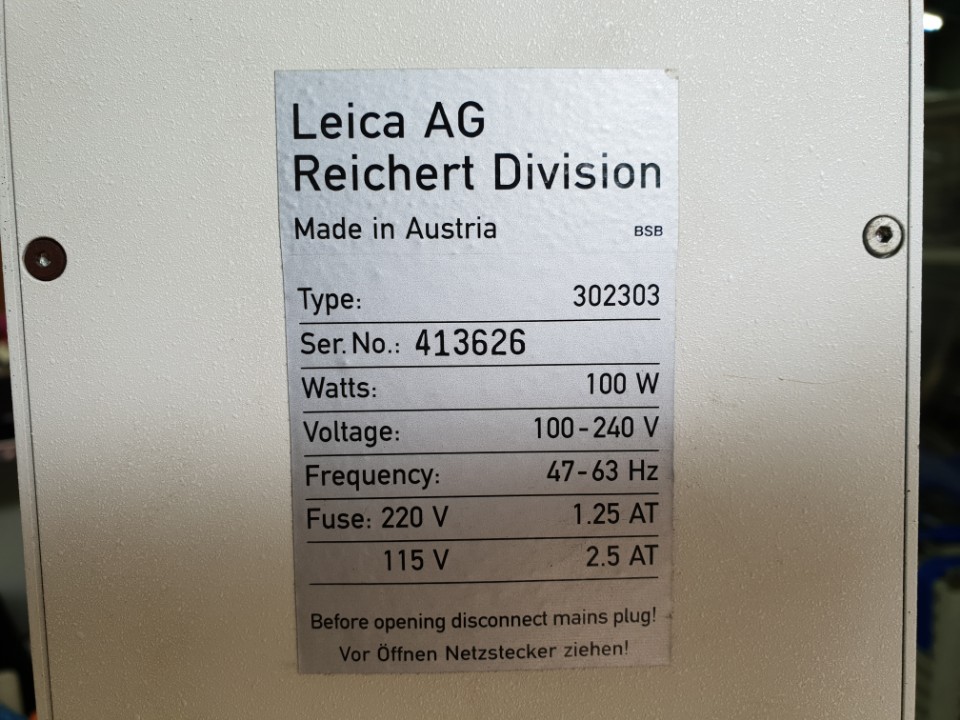 Leica AG
Reichert Division
Made in Austria BSB
Type: 302303
Ser. No.: 413626
Watts: 100 W
Voltage: 100-240 V
Frequency: 47-63 Hz
Fuse: 220 V 1.25 AT
115 V 2.5 AT
Before opening disconnect mains plug!
Vor Öffnen Netzstecker ziehen!